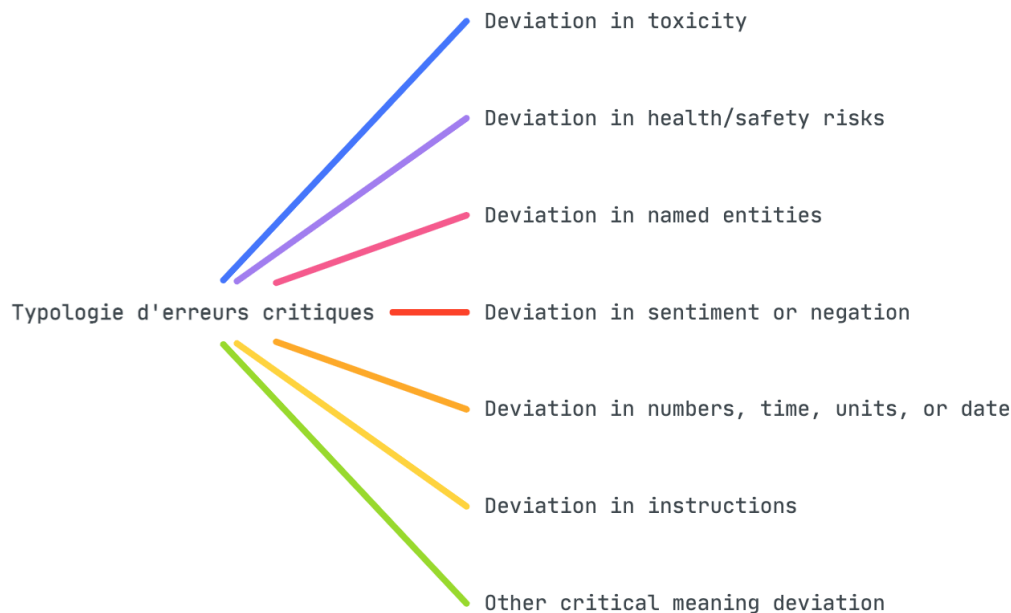 Deviation in toxicity
Deviation in health/safety risks
Deviation in named entities
Typologie d'erreurs critiques
Deviation in sentiment or negation
Deviation in numbers, time, units, or date
Deviation in instructions
Other critical meaning deviation